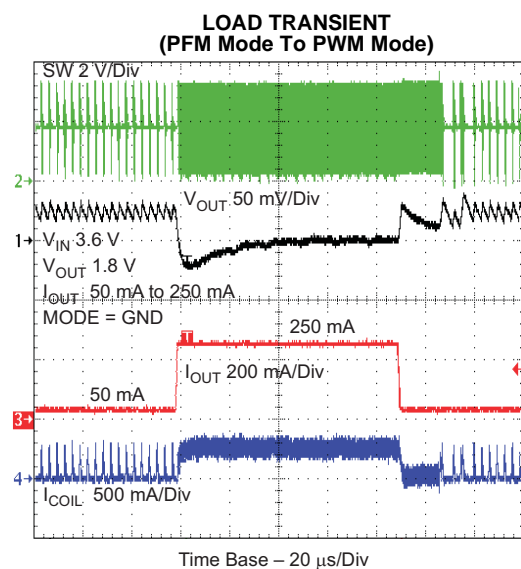 LOAD TRANSIENT
(PFM Mode To PWM Mode)
SW 2 V/Div
2
VOUT 50 mV/Div
1
VIN 3.6 V
VOUT 1.8 V
IOUT 50 mA to 250 mA
MODE = GND
T
250 mA
IOUT 200 mA/Div
50 mA
3
4
ICOIL 500 mA/Div
Time Base – 20 μs/Div